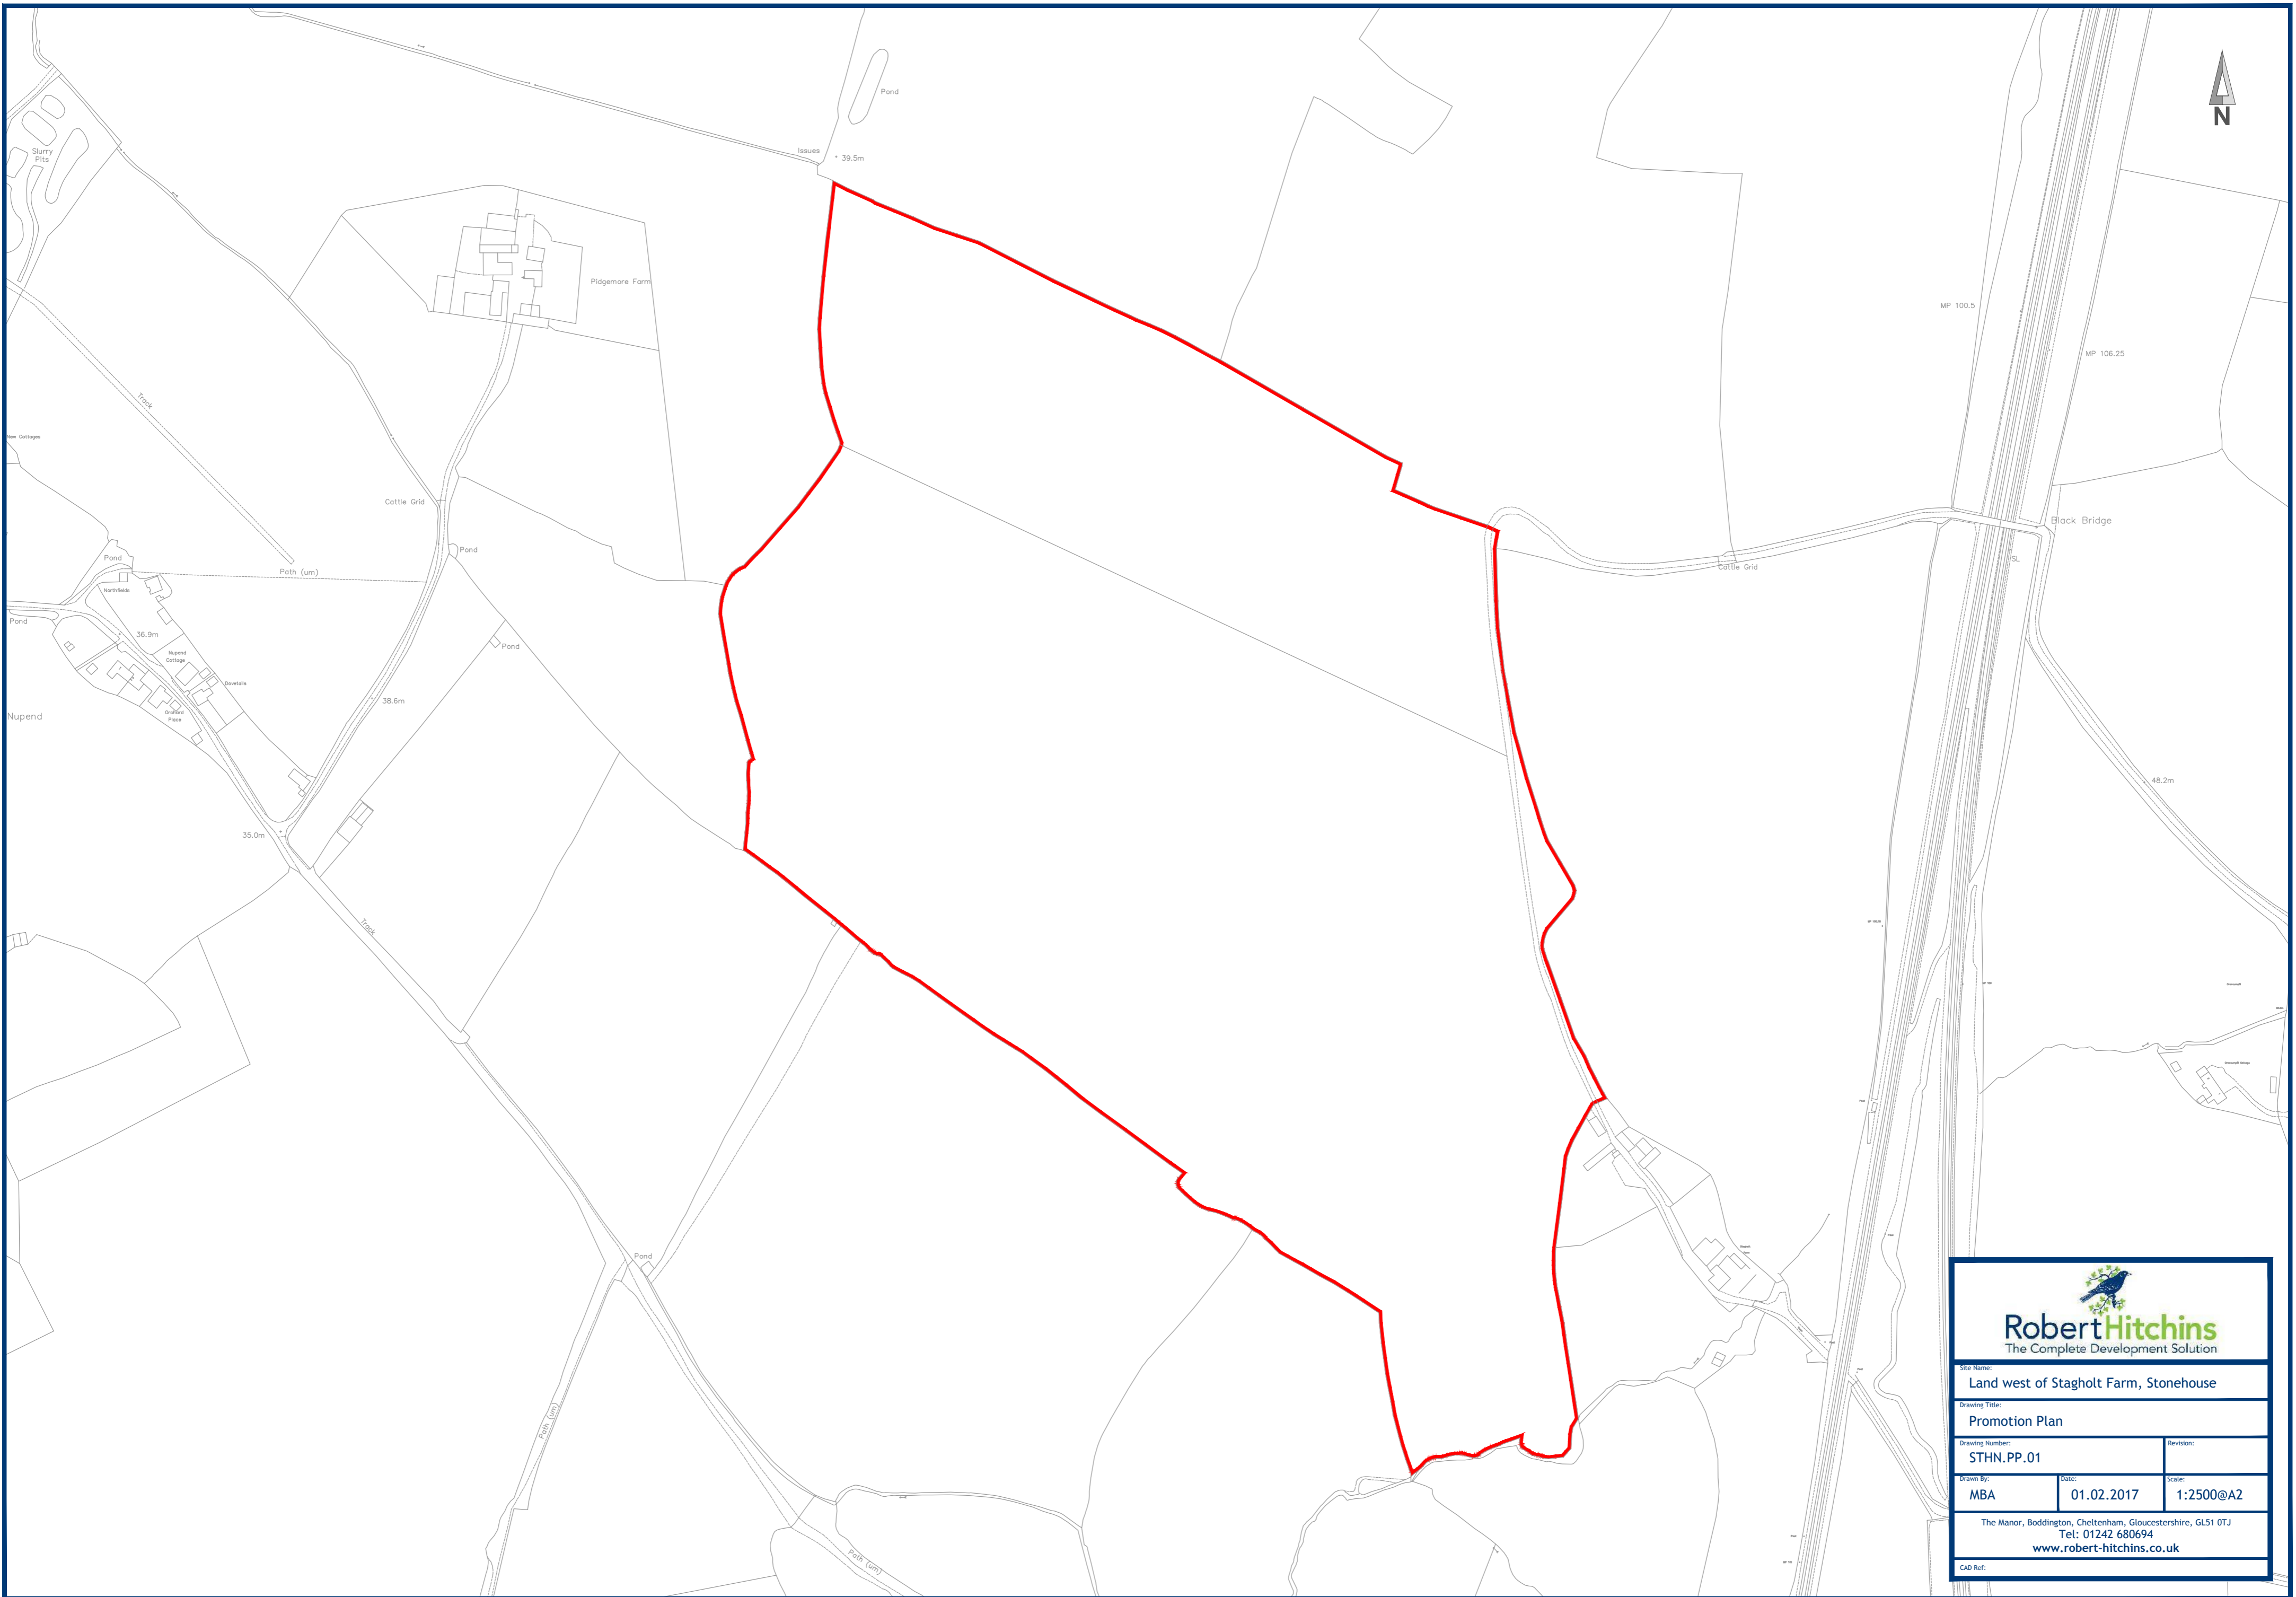 Pond
Slurry
Pits
Issues
39.5m
N
Pidgemore Farm
MP 100.5
MP 106.25
Track
New Cottages
Cattle Grid
Black Bridge
Pond
Pond
SL
Path (um)
Cattle Grid
Northfields
Pond
36.9m
Pond
Nupend
Cottage
Dovetails
38.6m
Orchard
Place
Nupend
48.2m
35.0m
Track
Pond
Path (um)
Path (um)
RobertHitchins
The Complete Development Solution
Site Name:
Land west of Stagholt Farm, Stonehouse
Drawing Title:
Promotion Plan
Drawing Number:
STHN.PP.01
Revision:
Drawn By:
MBA
Date:
01.02.2017
Scale:
1:2500@A2
The Manor, Boddington, Cheltenham, Gloucestershire, GL51 0TJ
Tel: 01242 680694
www.robert-hitchins.co.uk
CAD Ref: